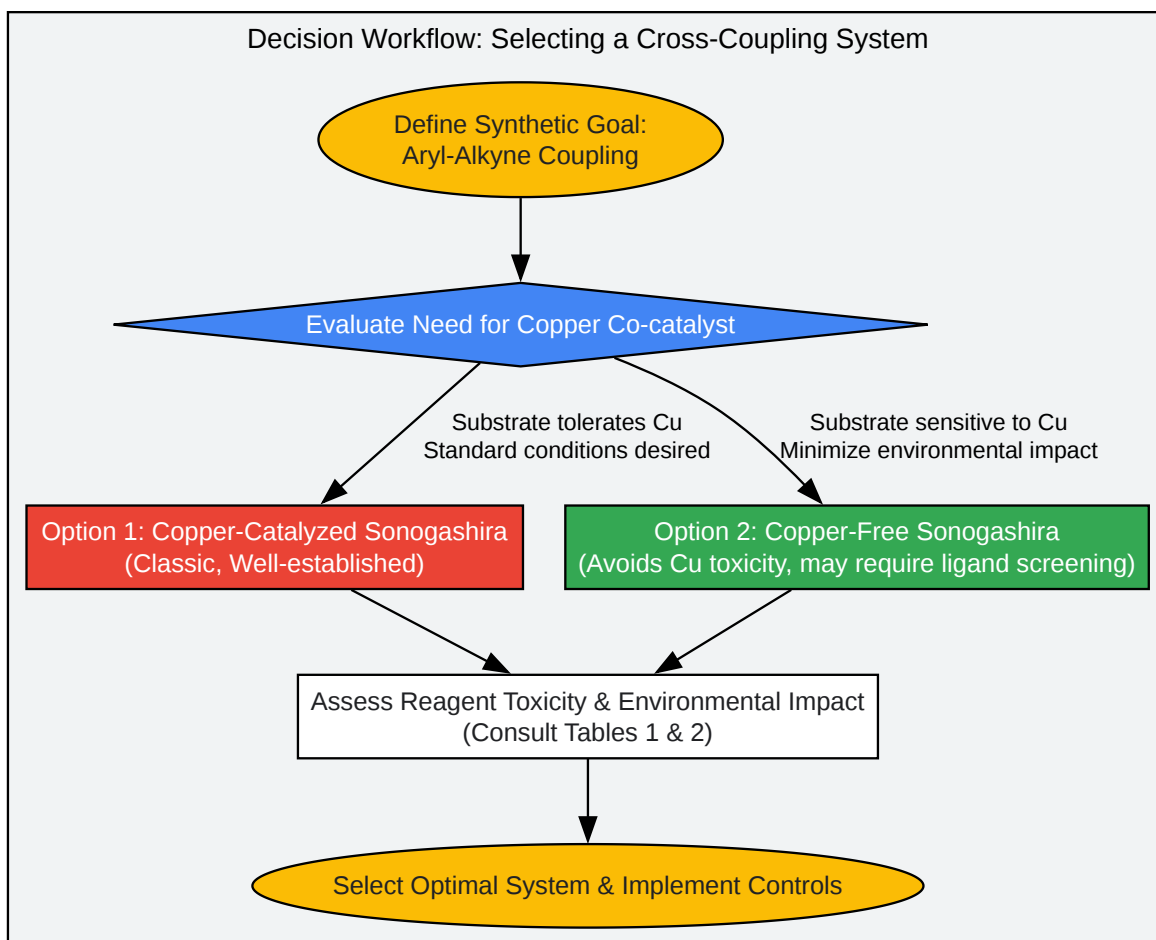 Decision Workflow: Selecting a Cross-Coupling System
Define Synthetic Goal:
Aryl-Alkyne Coupling
Evaluate Need for Copper Co-catalyst
Substrate tolerates Cu
Standard conditions desired
Substrate sensitive to Cu
Minimize environmental impact
Option 1: Copper-Catalyzed Sonogashira
(Classic, Well-established)
Option 2: Copper-Free Sonogashira
(Avoids Cu toxicity, may require ligand screening)
Assess Reagent Toxicity & Environmental Impact
(Consult Tables 1 & 2)
Select Optimal System & Implement Controls